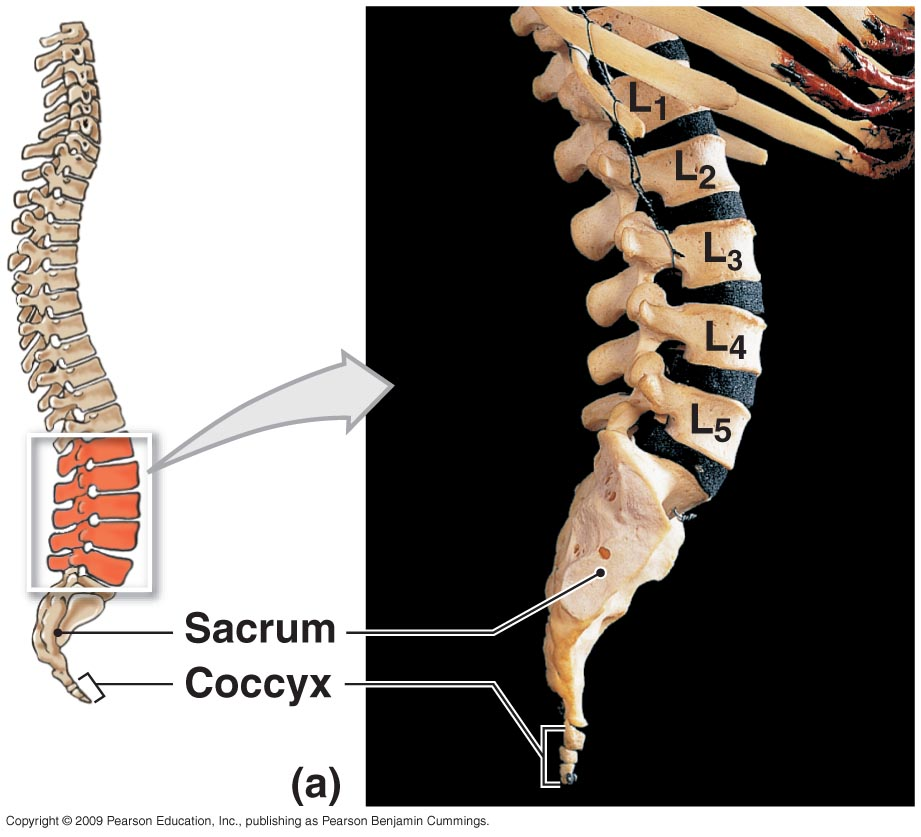 L1
L2
L3
L4
L5
Sacrum
Coccyx
(a)
Copyright © 2009 Pearson Education, Inc., publishing as Pearson Benjamin Cummings.